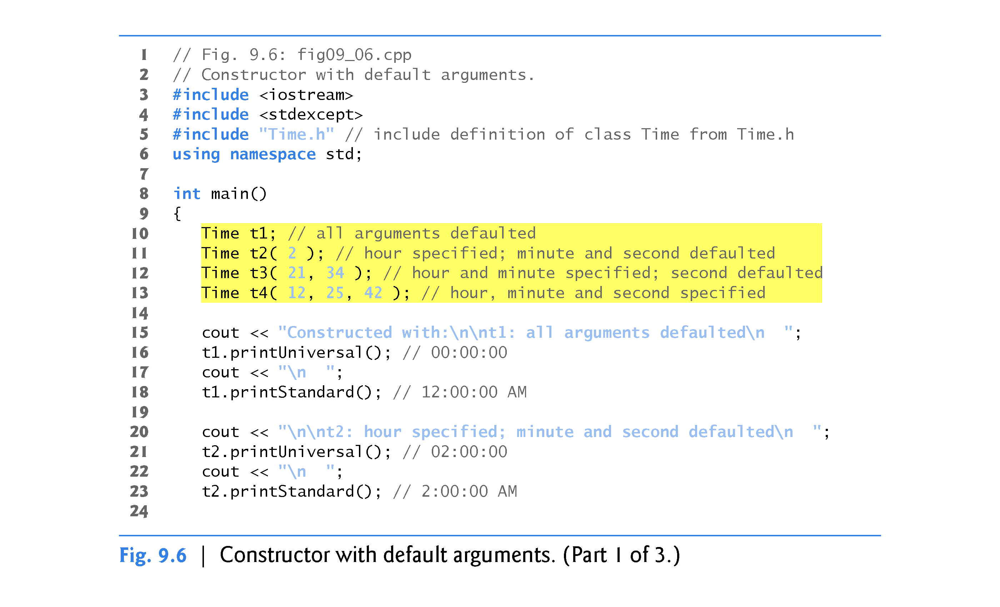 1 // Fig. 9.6: fig09_06.cpp
2 // Constructor with default arguments.
3 #include <iostream>
4 #include <stdexcept>
5 #include "Time.h" // include definition of class Time from Time.h
6 using namespace std;
7
8 int main()
9 {
10    Time t1; // all arguments defaulted
11    Time t2( 2 ); // hour specified; minute and second defaulted
12    Time t3( 21, 34 ); // hour and minute specified; second defaulted
13    Time t4( 12, 25, 42 ); // hour, minute and second specified
14
15    cout << "Constructed with:\n\nt1: all arguments defaulted\n  ";
16    t1.printUniversal(); // 00:00:00
17    cout << "\n  ";
18    t1.printStandard(); // 12:00:00 AM
19
20    cout << "\n\nt2: hour specified; minute and second defaulted\n  ";
21    t2.printUniversal(); // 02:00:00
22    cout << "\n  ";
23    t2.printStandard(); // 2:00:00 AM
24
Fig. 9.6 | Constructor with default arguments. (Part 1 of 3.)